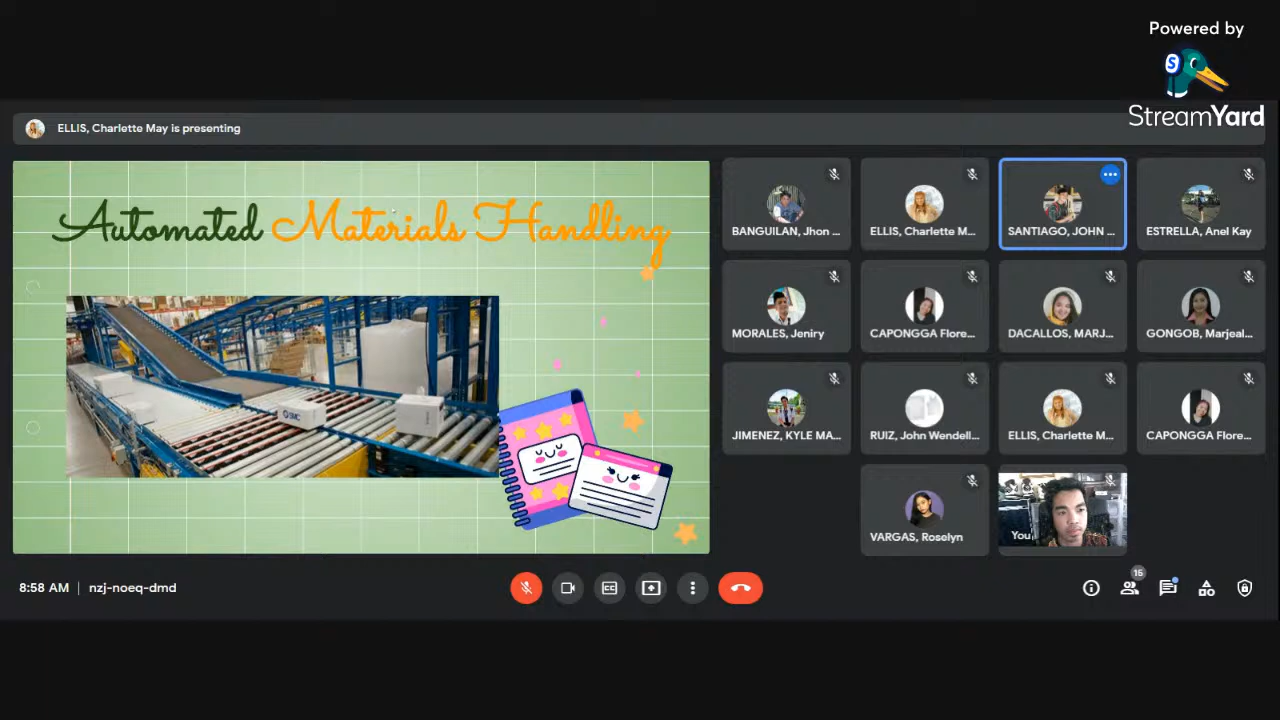 Powered by
StreamYard
ELLIS, Charlette May is presenting
Automated Materials Handling
SMC
BANGUILAN, Jhon ...
ELLIS, Charlette M...
SANTIAGO, JOHN ...
ESTRELLA, Anel Kay
MORALES, Jeniry
CAPONGGA Flore...
DACALLOS, MARJ...
GONGOB, Marjeal...
JIMENEZ, KYLE MA...
RUIZ, John Wendell...
ELLIS, Charlette M...
CAPONGGA Flore...
VARGAS, Roselyn
You
8:58 AM | nzj-noeq-dmd
CC
15